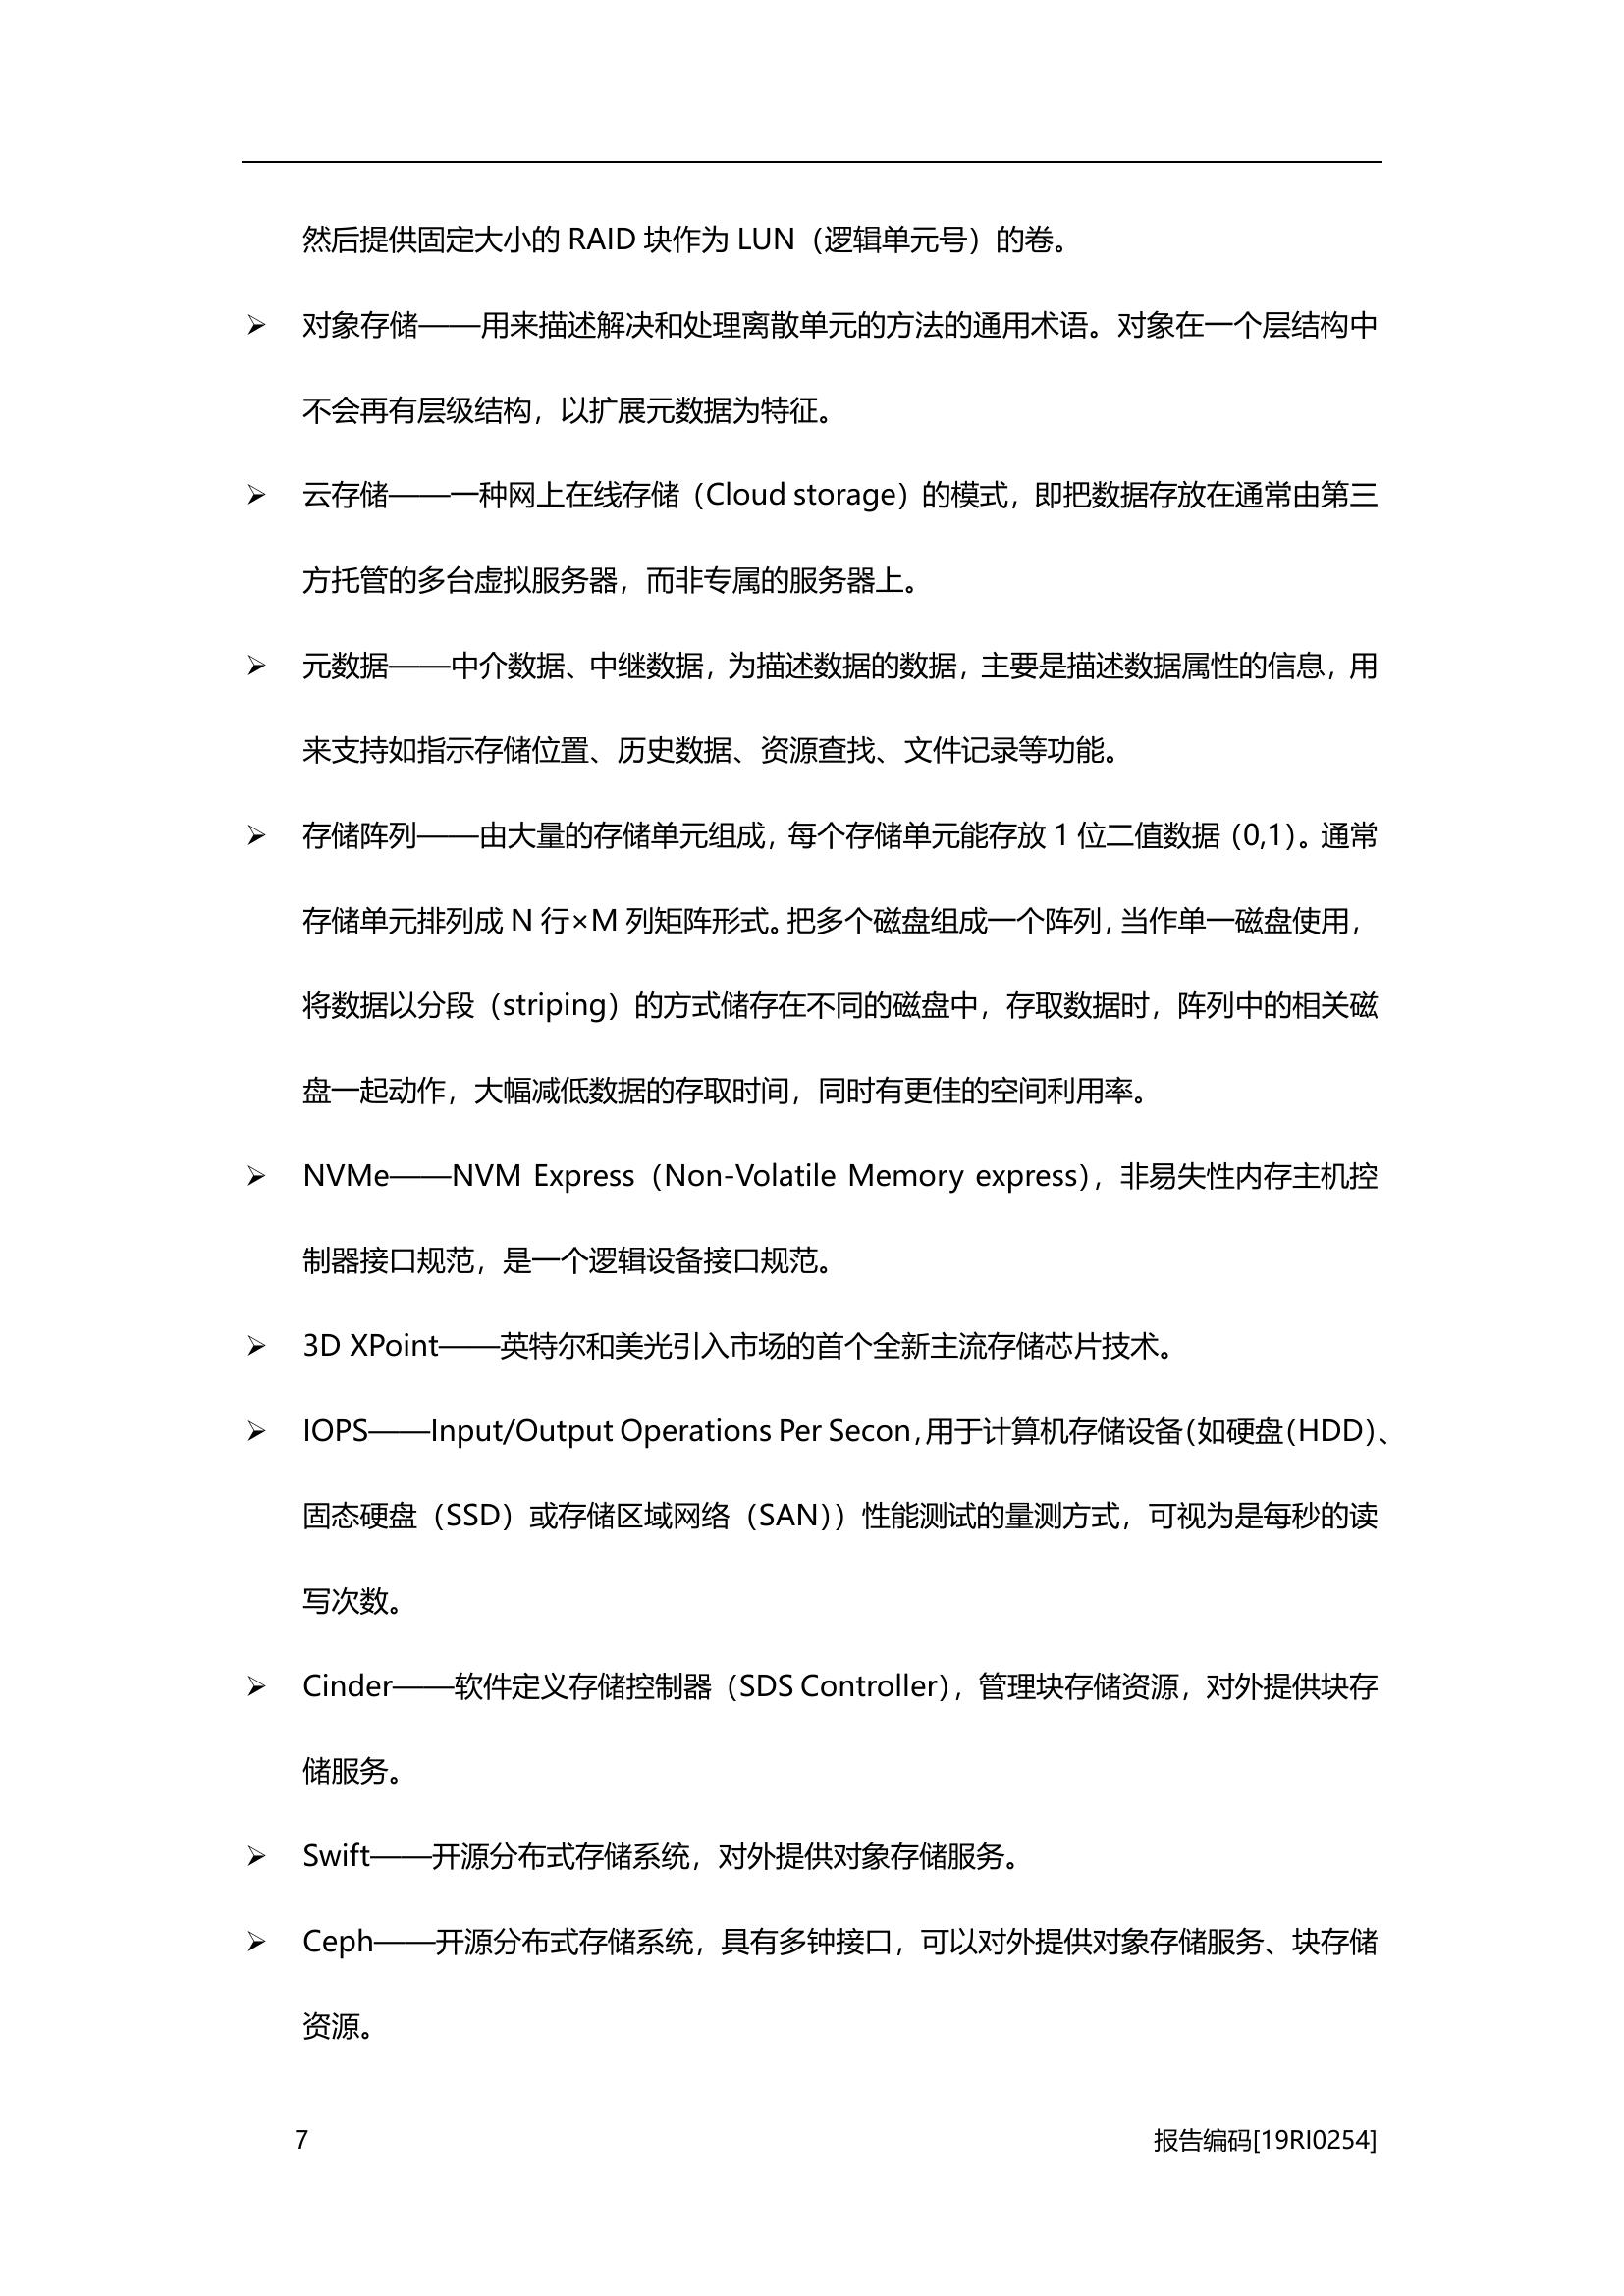 然后提供固定大小的 RAID 块作为 LUN（逻辑单元号）的卷。
➢ 对象存储——用来描述解决和处理离散单元的方法的通用术语。对象在一个层结构中
不会再有层级结构，以扩展元数据为特征。
➢ 云存储——一种网上在线存储（Cloud storage）的模式，即把数据存放在通常由第三
方托管的多台虚拟服务器，而非专属的服务器上。
➢ 元数据——中介数据、中继数据，为描述数据的数据，主要是描述数据属性的信息，用
来支持如指示存储位置、历史数据、资源查找、文件记录等功能。
➢ 存储阵列——由大量的存储单元组成，每个存储单元能存放 1 位二值数据（0,1）。通常
存储单元排列成 N 行×M 列矩阵形式。把多个磁盘组成一个阵列，当作单一磁盘使用，
将数据以分段（striping）的方式储存在不同的磁盘中，存取数据时，阵列中的相关磁
盘一起动作，大幅减低数据的存取时间，同时有更佳的空间利用率。
➢ NVMe——NVM Express（Non-Volatile Memory express），非易失性内存主机控
制器接口规范，是一个逻辑设备接口规范。
➢ 3D XPoint——英特尔和美光引入市场的首个全新主流存储芯片技术。
➢ IOPS——Input/Output Operations Per Secon，用于计算机存储设备（如硬盘（HDD）、
固态硬盘（SSD）或存储区域网络（SAN））性能测试的量测方式，可视为是每秒的读
写次数。
➢ Cinder——软件定义存储控制器（SDS Controller），管理块存储资源，对外提供块存
储服务。
➢ Swift——开源分布式存储系统，对外提供对象存储服务。
➢ Ceph——开源分布式存储系统，具有多钟接口，可以对外提供对象存储服务、块存储
资源。
7 报告编码[19RI0254]